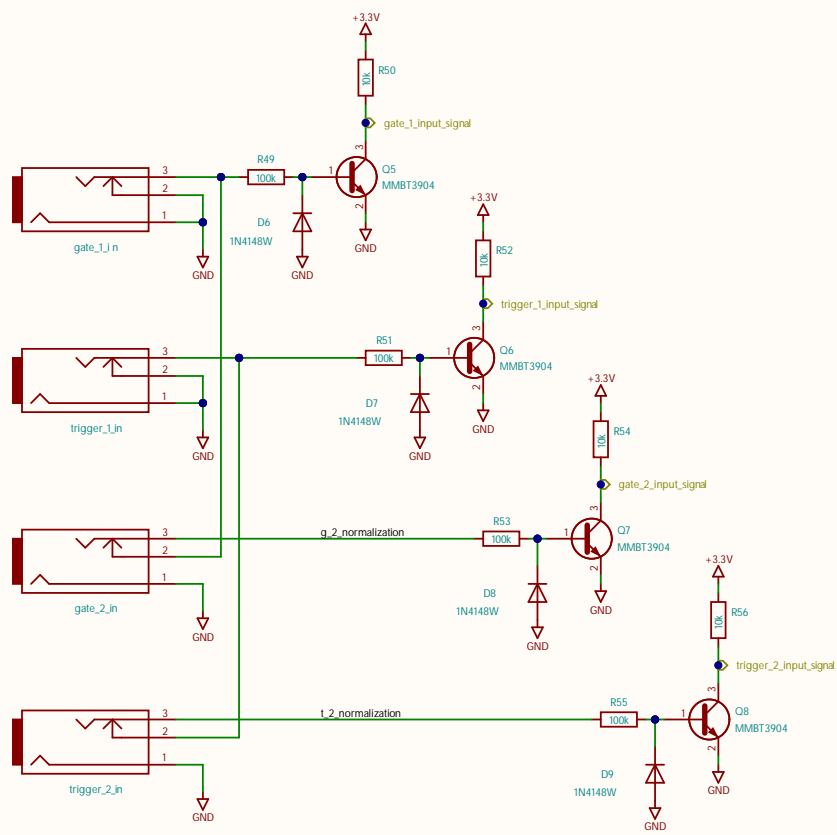 +3.3V
R50
10k
gate_1_input_signal
3
R49
100k
1
Q5
MMBT3904
2
3
2
1
D6
1N4148W
gate_1_i n
GND
GND
GND
+3.3V
R52
10k
trigger_1_input_signal
3
R51
100k
1
Q6
MMBT3904
2
3
2
1
D7
1N4148W
trigger_1_in
GND
GND
GND
+3.3V
R54
10k
gate_2_input_signal
3
g_2_normalization
R53
100k
1
Q7
MMBT3904
2
3
2
1
D8
1N4148W
gate_2_in
GND
GND
GND
+3.3V
R56
10k
trigger_2_input_signal
3
t_2_normalization
R55
100k
1
Q8
MMBT3904
2
3
2
1
D9
1N4148W
trigger_2_in
GND
GND
GND